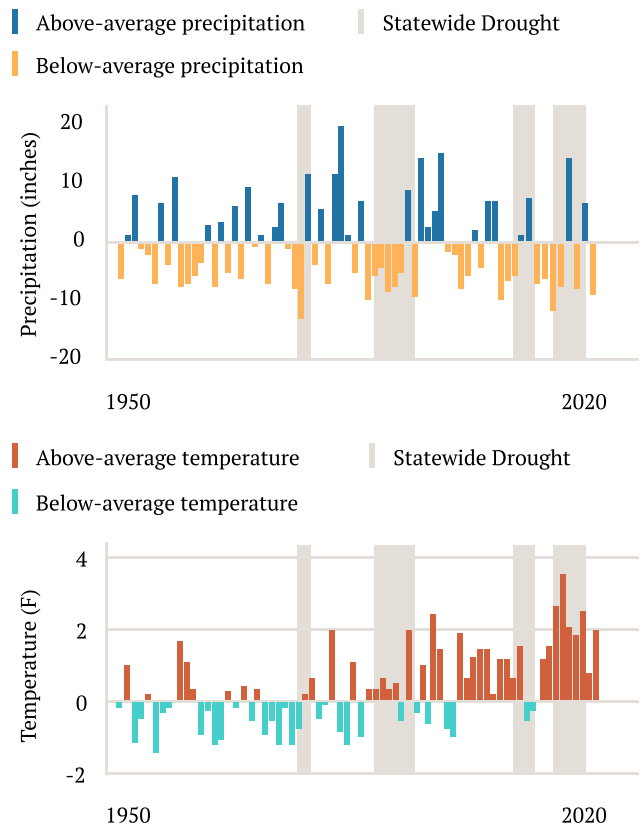 Above-average precipitation
Statewide Drought
Below-average precipitation
Precipitation (inches)
20
10
0
-10
-20
1950
2020
Above-average temperature
Statewide Drought
Below-average temperature
Temperature (F)
4
2
0
-2
1950
2020